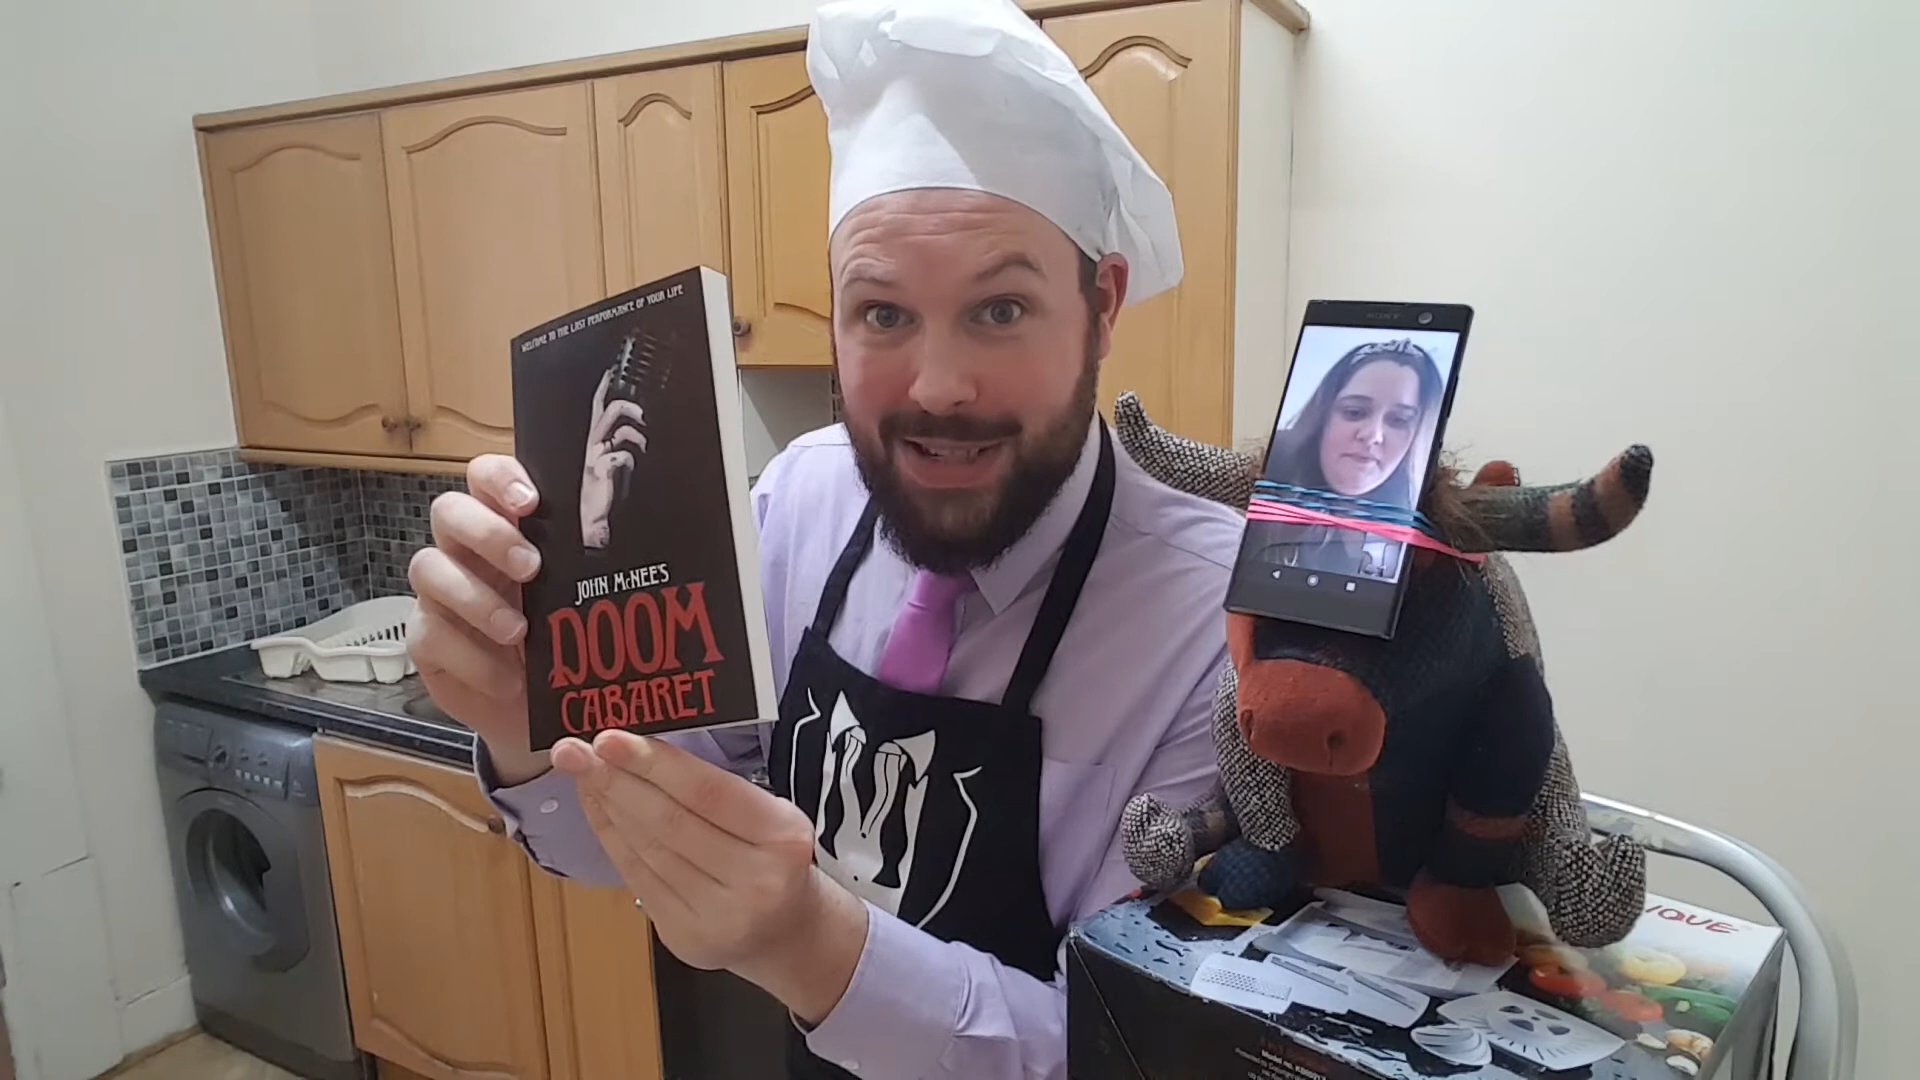 WELCOME TO THE LAST PERFORMANCE OF YOUR LIFE
JOHN McNEE'S
DOOM
CABARET
SONY
IQUE